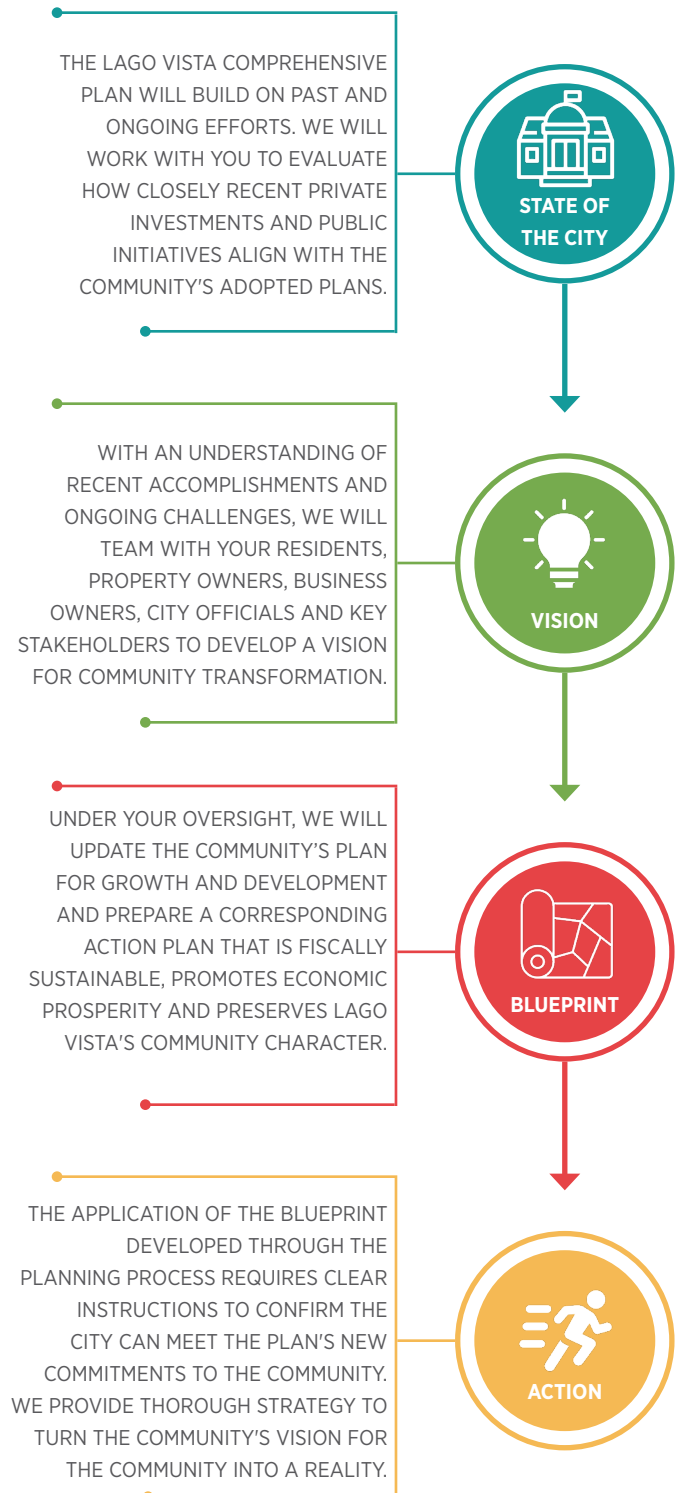 THE LAGO VISTA COMPREHENSIVE
PLAN WILL BUILD ON PAST AND
ONGOING EFFORTS. WE WILL
WORK WITH YOU TO EVALUATE
HOW CLOSELY RECENT PRIVATE
INVESTMENTS AND PUBLIC
INITIATIVES ALIGN WITH THE
COMMUNITY'S ADOPTED PLANS.
STATE OF
THE CITY
WITH AN UNDERSTANDING OF
RECENT ACCOMPLISHMENTS AND
ONGOING CHALLENGES, WE WILL
TEAM WITH YOUR RESIDENTS,
PROPERTY OWNERS, BUSINESS
OWNERS, CITY OFFICIALS AND KEY
STAKEHOLDERS TO DEVELOP A VISION
FOR COMMUNITY TRANSFORMATION.
VISION
UNDER YOUR OVERSIGHT, WE WILL
UPDATE THE COMMUNITY’S PLAN
FOR GROWTH AND DEVELOPMENT
AND PREPARE A CORRESPONDING
ACTION PLAN THAT IS FISCALLY
SUSTAINABLE, PROMOTES ECONOMIC
PROSPERITY AND PRESERVES LAGO
VISTA'S COMMUNITY CHARACTER.
BLUEPRINT
THE APPLICATION OF THE BLUEPRINT
DEVELOPED THROUGH THE
PLANNING PROCESS REQUIRES CLEAR
INSTRUCTIONS TO CONFIRM THE
CITY CAN MEET THE PLAN'S NEW
COMMITMENTS TO THE COMMUNITY.
WE PROVIDE THOROUGH STRATEGY TO
TURN THE COMMUNITY'S VISION FOR
THE COMMUNITY INTO A REALITY.
ACTION